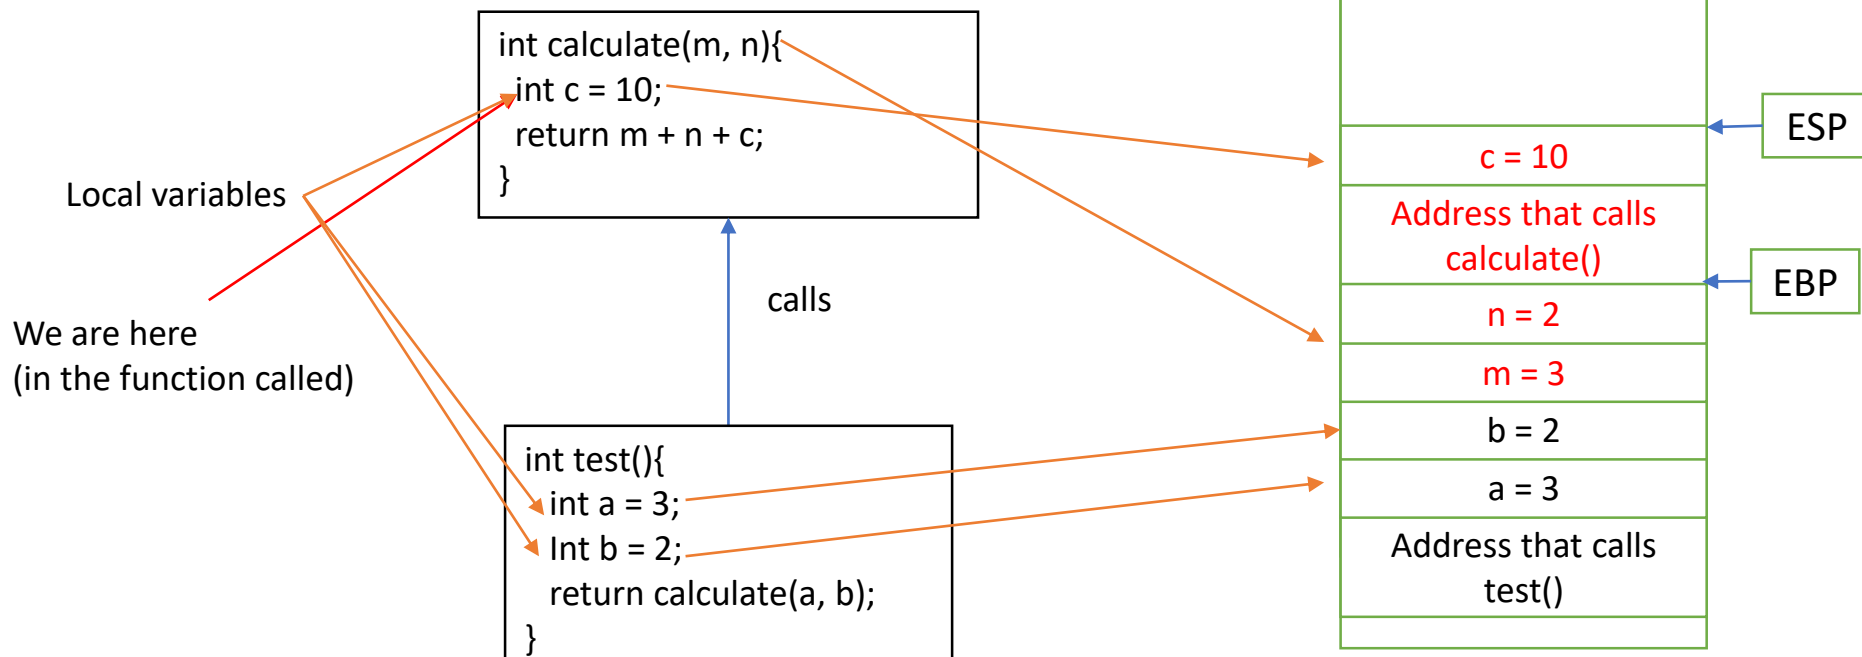 int calculate(m, n){
int c = 10;
return m + n + c;
}
Local variables
We are here
(in the function called)
calls
int test(){
int a = 3;
Int b = 2;
return calculate(a, b);
}
c = 10
Address that calls
calculate()
n = 2
m = 3
b = 2
a = 3
Address that calls
test()
ESP
EBP